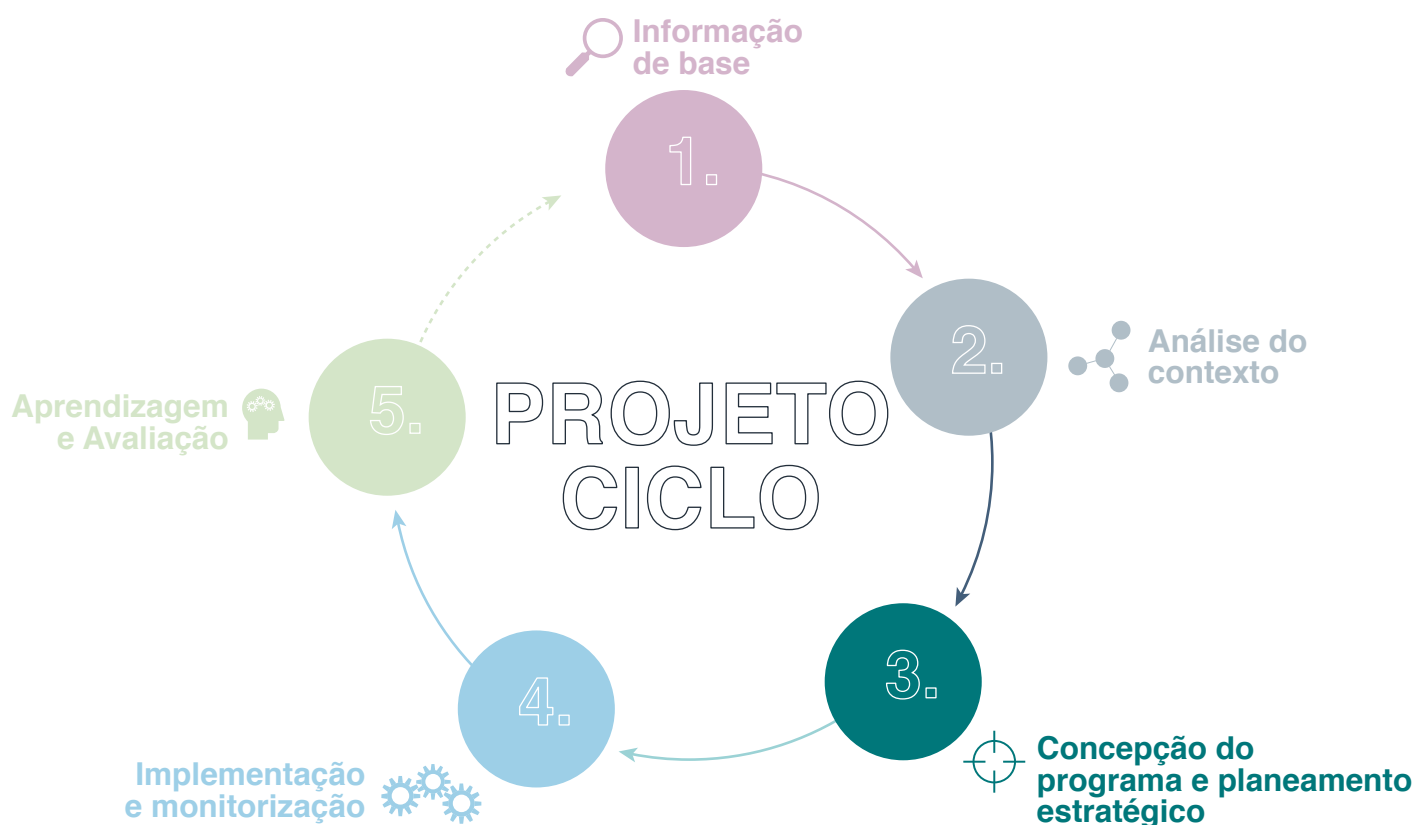 Informação
de base
1.
2.
Análise do
contexto
PROJETO
CICLO
Aprendizagem
e Avaliação
5.
3.
Concepção do
programa e planeamento
estratégico
4.
Implementação
e monitorização